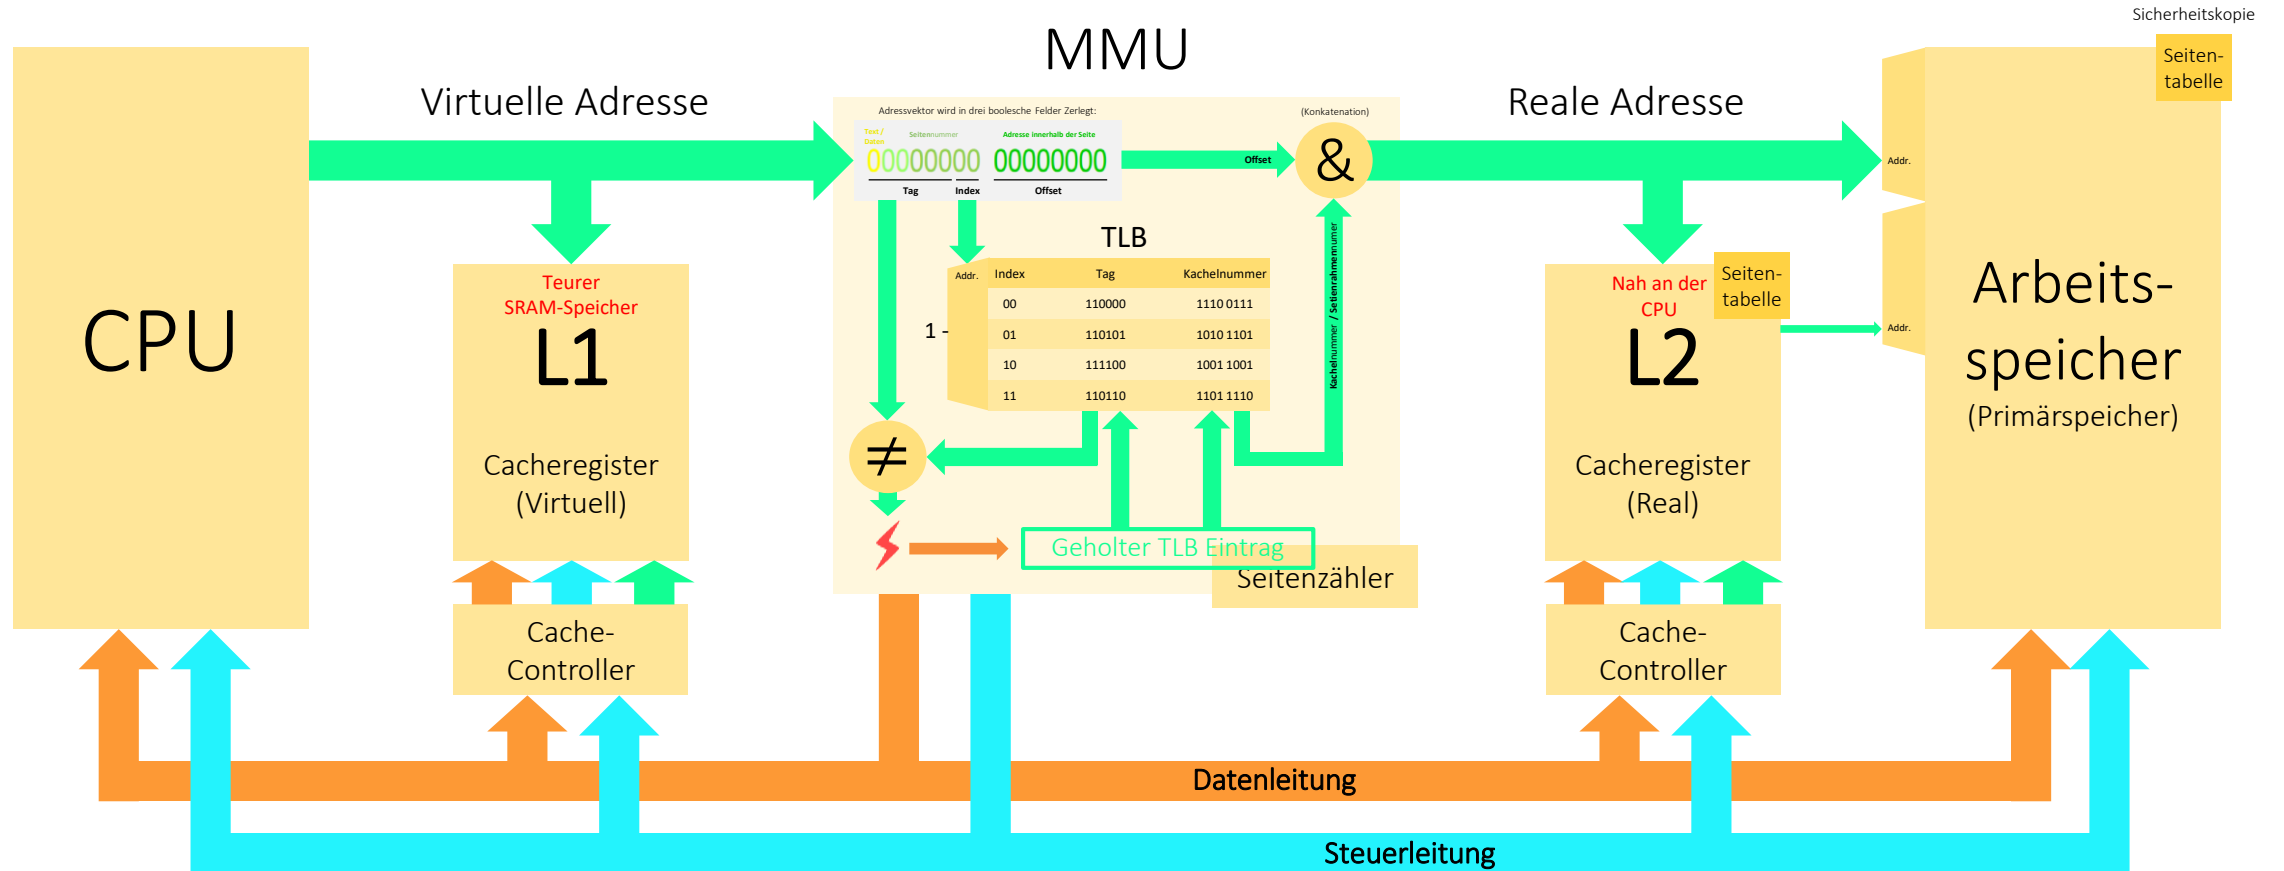 Sicherheitskopie
MMU
Seiten-
tabelle
Virtuelle Adresse
Reale Adresse
Adressvektor wird in drei boolesche Felder Zerlegt:
(Konkatenation)
Text /
Daten
Seitennummer
Adresse innerhalb der Seite
00000000 00000000
Tag Index Offset
Offset
&
Addr.
TLB
Addr.
Index Tag Kachelnummer
00 110000 1110 0111
01 110101 1010 1101
10 111100 1001 1001
11 110110 1101 1110
1 -
Kachelnummer / Setienrahmennumer
CPU
Teurer
SRAM-Speicher
L1
Cacheregister
(Virtuell)
≠
Geholter TLB Eintrag
Seitenzähler
Nah an der
CPU
Seiten-
tabelle
L2
Cacheregister
(Real)
Addr.
Arbeits-
speicher
(Primärspeicher)
Cache-
Controller
Cache-
Controller
Datenleitung
Steuerleitung